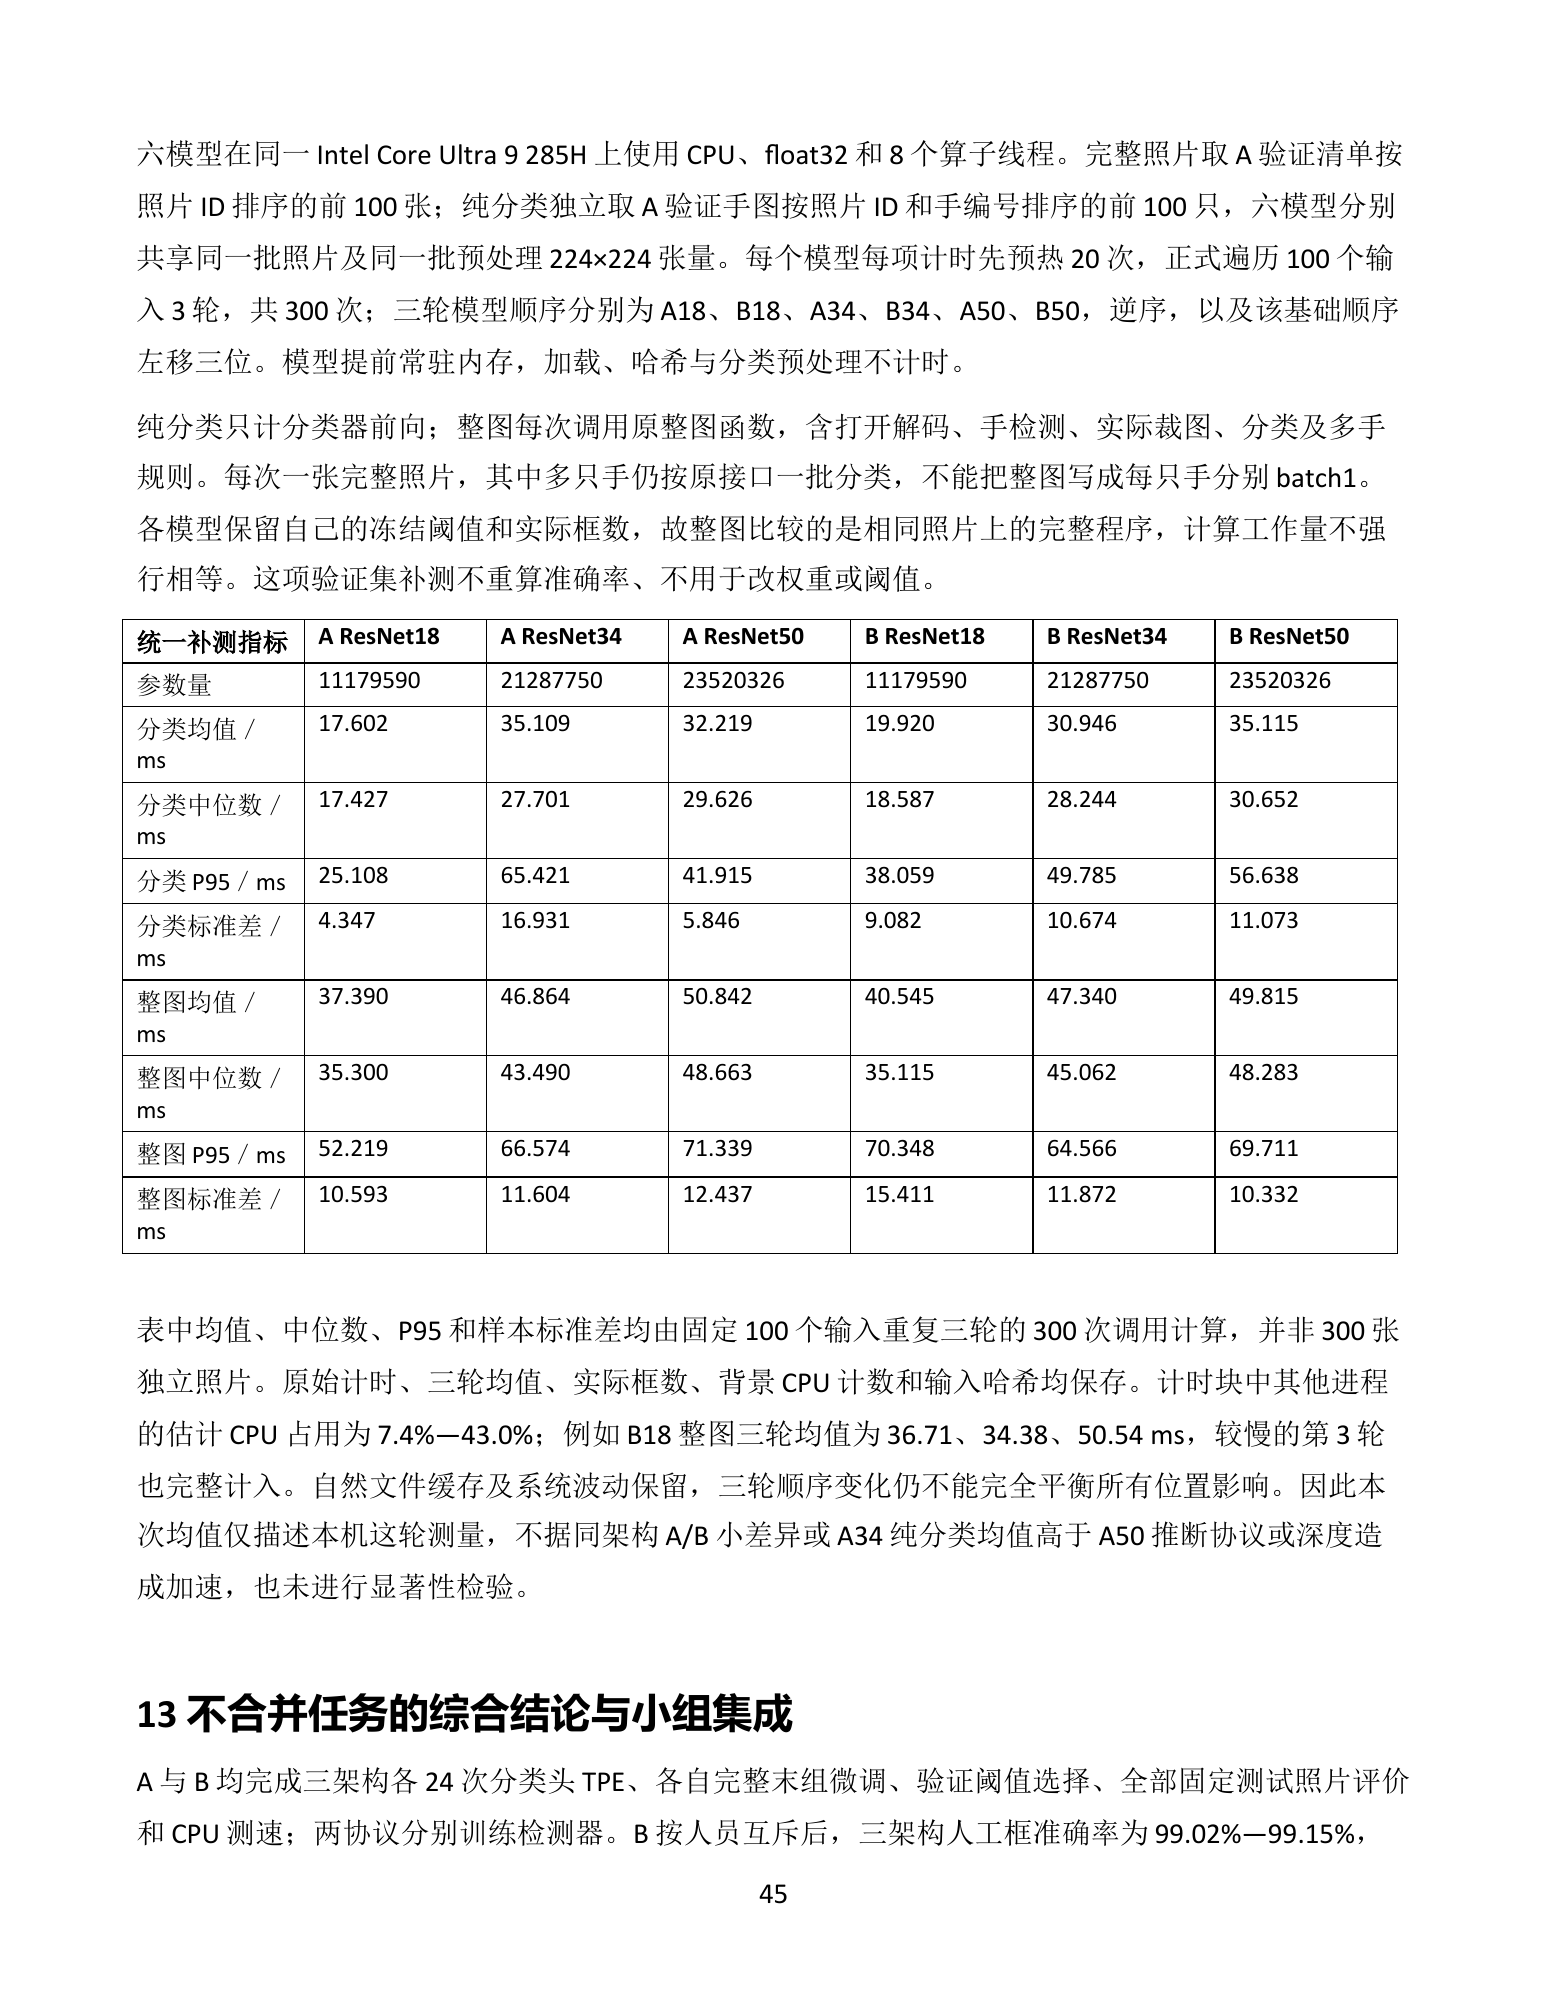 六模型在同一 Intel Core Ultra 9 285H 上使用 CPU、float32 和 8 个算子线程。完整照片取 A 验证清单按
照片 ID 排序的前 100 张；纯分类独立取 A 验证手图按照片 ID 和手编号排序的前 100 只，六模型分别
共享同一批照片及同一批预处理 224×224 张量。每个模型每项计时先预热 20 次，正式遍历 100 个输
入 3 轮，共 300 次；三轮模型顺序分别为 A18、B18、A34、B34、A50、B50，逆序，以及该基础顺序
左移三位。模型提前常驻内存，加载、哈希与分类预处理不计时。
纯分类只计分类器前向；整图每次调用原整图函数，含打开解码、手检测、实际裁图、分类及多手
规则。每次一张完整照片，其中多只手仍按原接口一批分类，不能把整图写成每只手分别 batch1。
各模型保留自己的冻结阈值和实际框数，故整图比较的是相同照片上的完整程序，计算工作量不强
行相等。这项验证集补测不重算准确率、不用于改权重或阈值。
统一补测指标 A ResNet18 A ResNet34 A ResNet50 B ResNet18 B ResNet34 B ResNet50
参数量 11179590 21287750 23520326 11179590 21287750 23520326
分类均值／ 17.602 35.109 32.219 19.920 30.946 35.115
ms
分类中位数／ 17.427 27.701 29.626 18.587 28.244 30.652
ms
分类 P95／ms 25.108 65.421 41.915 38.059 49.785 56.638
分类标准差／ 4.347 16.931 5.846 9.082 10.674 11.073
ms
整图均值／ 37.390 46.864 50.842 40.545 47.340 49.815
ms
整图中位数／ 35.300 43.490 48.663 35.115 45.062 48.283
ms
整图 P95／ms 52.219 66.574 71.339 70.348 64.566 69.711
整图标准差／ 10.593 11.604 12.437 15.411 11.872 10.332
ms
表中均值、中位数、P95 和样本标准差均由固定 100 个输入重复三轮的 300 次调用计算，并非 300 张
独立照片。原始计时、三轮均值、实际框数、背景 CPU 计数和输入哈希均保存。计时块中其他进程
的估计 CPU 占用为 7.4%—43.0%；例如 B18 整图三轮均值为 36.71、34.38、50.54 ms，较慢的第 3 轮
也完整计入。自然文件缓存及系统波动保留，三轮顺序变化仍不能完全平衡所有位置影响。因此本
次均值仅描述本机这轮测量，不据同架构 A/B 小差异或 A34 纯分类均值高于 A50 推断协议或深度造
成加速，也未进行显著性检验。
13 不合并任务的综合结论与小组集成
A 与 B 均完成三架构各 24 次分类头 TPE、各自完整末组微调、验证阈值选择、全部固定测试照片评价
和 CPU 测速；两协议分别训练检测器。B 按人员互斥后，三架构人工框准确率为 99.02%—99.15%，
45